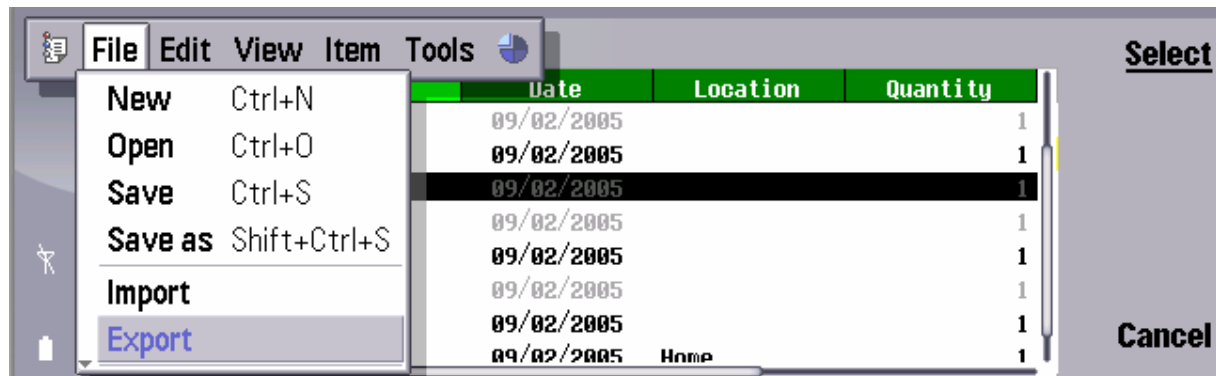 File Edit View Item Tools
Select
Date Location Quantity
New Ctrl+N
09/02/2005 1
Open Ctrl+O
09/02/2005 1
Save Ctrl+S
09/02/2005 1
Save as Shift+Ctrl+S
09/02/2005 1
09/02/2005 1
Import
09/02/2005 1
Export
09/02/2005 1
Cancel
09/02/2005 Home 1